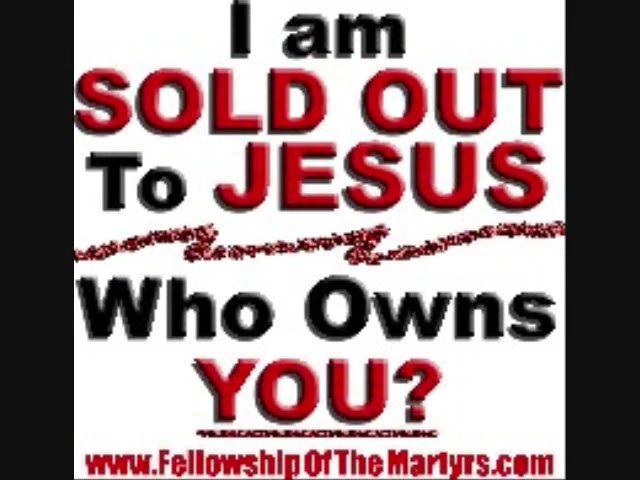 I am
SOLD OUT
To JESUS
Who Owns
YOU?
www.FellowshipOfTheMartyrs.com